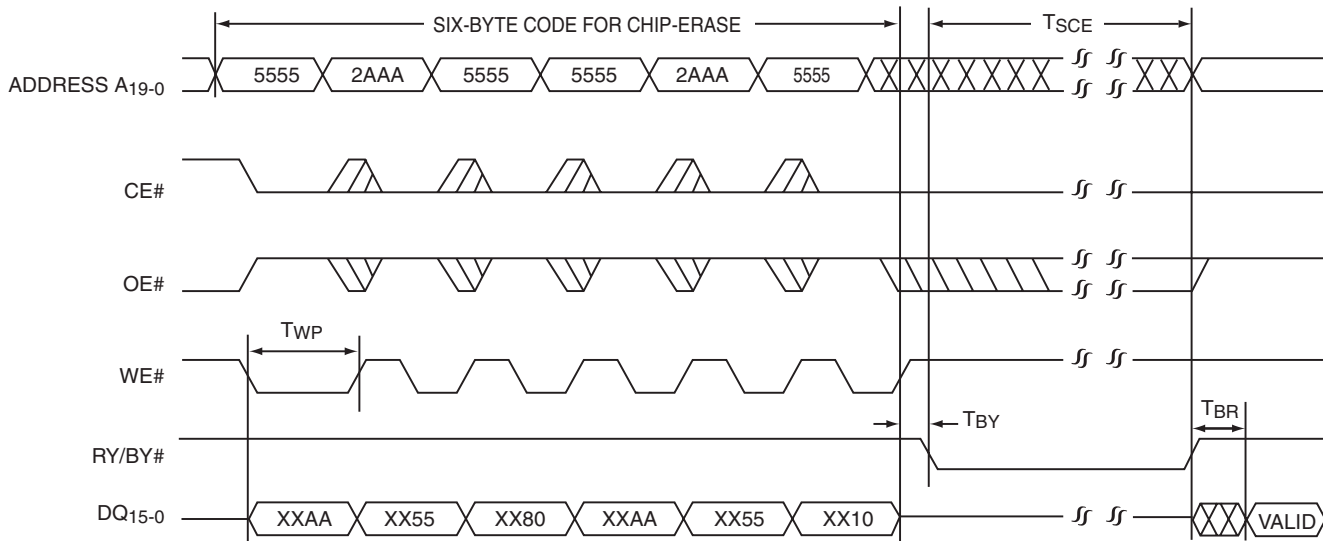 SIX-BYTE CODE FOR CHIP-ERASE TSCE
ADDRESS A19-0 5555 2AAA 5555 5555 2AAA 5555
CE#
OE#
TWP
WE#
TBY TBR
RY/BY#
DQ15-0 XXAA XX55 XX80 XXAA XX55 XX10 VALID